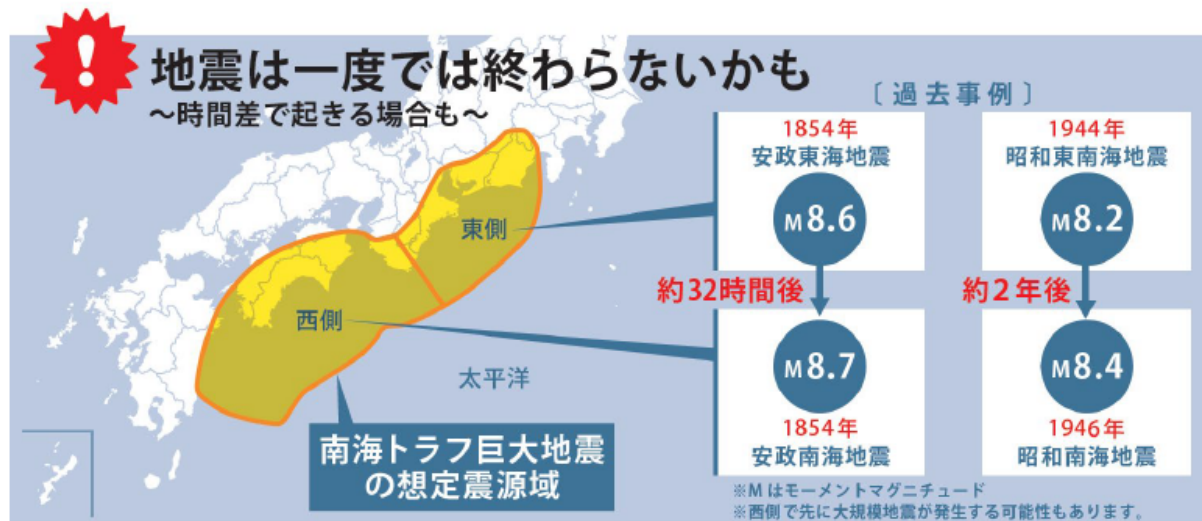 !
地震は一度では終わらないかも
～時間差で起きる場合も～
〔過去事例〕
1854年
安政東海地震
M8.6
約32時間後
M8.7
1854年
安政南海地震
1944年
昭和東南海地震
M8.2
約2年後
M8.4
1946年
昭和南海地震
東側
西側
太平洋
南海トラフ巨大地震
の想定震源域
※Mはモーメントマグニチュード
※西側で先に大規模地震が発生する可能性もあります。